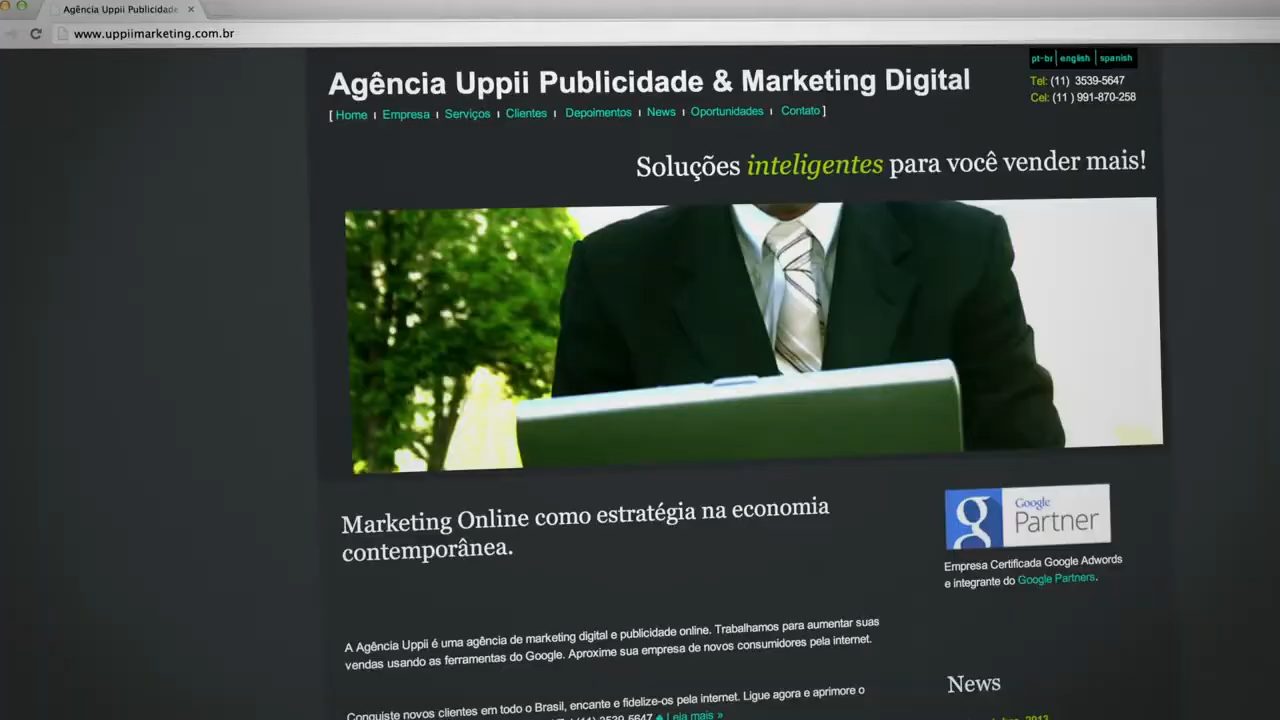 Agência Uppii Publicidade
www.uppiimarketing.com.br
pt-br english spanish
Agência Uppii Publicidade & Marketing Digital
Tel: (11) 3539-5647
Cel: (11 ) 991-870-258
[ Home Empresa Serviços Clientes Depoimentos News Oportunidades Contato ]
Soluções inteligentes para você vender mais!
Marketing Online como estratégia na economia
contemporânea.
Google
Partner
Empresa Certificada Google Adwords
e integrante do Google Partners.
A Agência Uppii é uma agência de marketing digital e publicidade online. Trabalhamos para aumentar suas
vendas usando as ferramentas do Google. Aproxime sua empresa de novos consumidores pela internet.
News
Conquiste novos clientes em todo o Brasil, encante e fidelize-os pela internet. Ligue agora e aprimore o
3539-5647 Leia mais »
2013